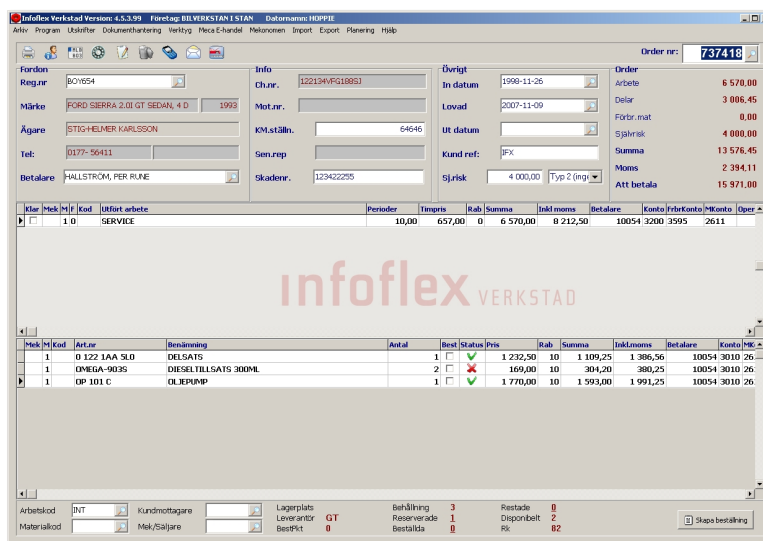 Infoflex Verkstad Version: 4.5.3.99 Företag: BILVERKSTAN I STAN Datornamn: HOPPIE
Arkiv Program Utskrifter Dokumenthantering Verktyg Meca E-handel Mekonomen Import Export Planering Hjälp
Order nr: 737418
Fordon Info Övrigt Order
Reg.nr BOY654 Ch.nr. 122134VFG188SJ In datum 1998-11-26 Arbete 6 570,00
Märke FORD SIERRA 2.0I GT SEDAN, 4 D 1993 Mot.nr. Lovad 2007-11-09 Delar 3 006,45
Förbr.mat 0,00
Ägare STIG-HELMER KARLSSON KM.ställn. 64646 Ut datum Självrisk 4 000,00
Tel: 0177- 56411 Sen.rep Kund ref: IFX Summa 13 576,45
Moms 2 394,11
Betalare HALLSTRÖM, PER RUNE Skadenr. 123422255 Sj.risk 4 000,00 Typ 2 (inge Att betala 15 971,00
Klar Mek M F Kod Utfört arbete Perioder Timpris Rab Summa Inkl moms Betalare Konto FrbrKonto MKonto Oper
1 0 SERVICE 10,00 657,00 0 6 570,00 8 212,50 10054 3200 3595 2611
infoflex VERKSTAD
Mek M Kod Art.nr Benämning Antal Best Status Pris Rab Summa Inkl.moms Betalare Konto MK
1 0 122 1AA 5L0 DELSATS 1 1 232,50 10 1 109,25 1 386,56 10054 3010 26
1 OMEGA-903S DIESELTILLSATS 300ML 2 169,00 10 304,20 380,25 10054 3010 26
1 OP 101 C OLJEPUMP 1 1 770,00 10 1 593,00 1 991,25 10054 3010 26
Arbetskod INT Kundmottagare Lagerplats Behållning 3 Restade 0
Leverantör GT Reserverade 1 Disponibelt 2 Skapa beställning
Materialkod Mek/Säljare BestPkt 0 Beställda 0 Rk 82